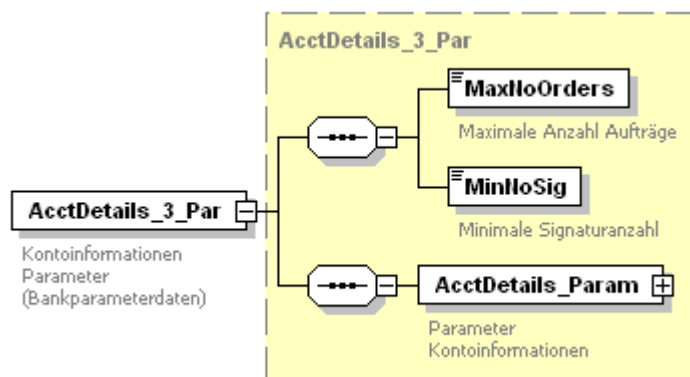 AcctDetails_3_Par
MaxNoOrders
Maximale Anzahl Aufträge
MinNoSig
Minimale Signaturanzahl
AcctDetails_3_Par
Kontoinformationen
Parameter
(Bankparameterdaten)
AcctDetails_Param
Parameter
Kontoinformationen